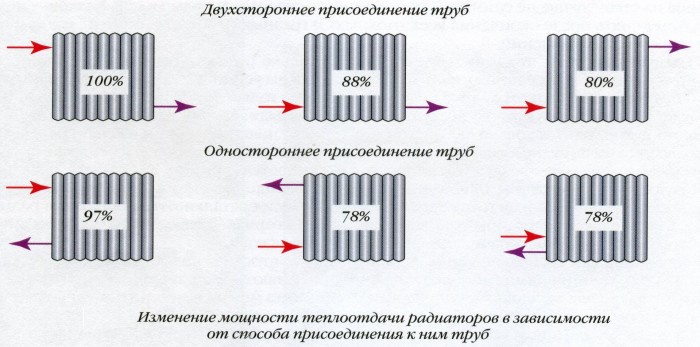 Двухстороннее присоединение труб
100% 88% 80%
Одностороннее присоединение труб
97% 78% 78%
Изменение мощности теплоотдачи радиаторов в зависимости
от способа присоединения к ним труб